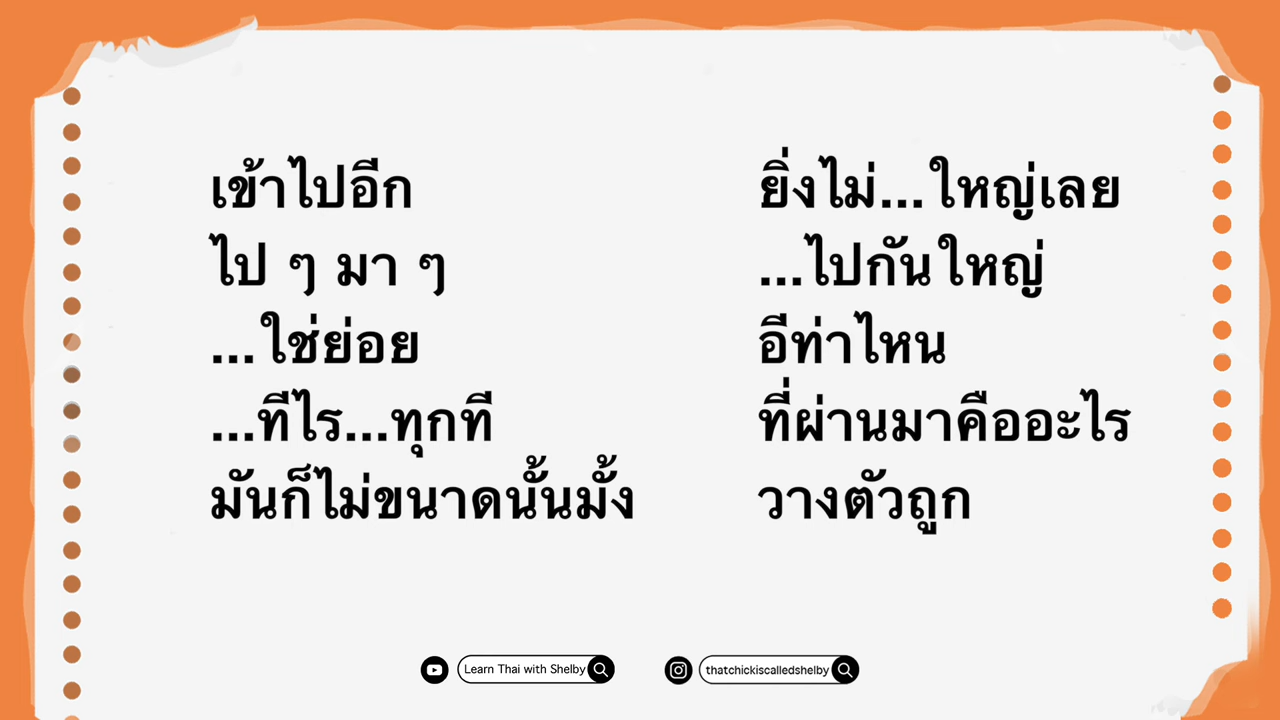 เข้าไปอีก
ไป ๆ มา ๆ
...ใช่ย่อย
...ทีไร...ทุกที
มันก็ไม่ขนาดนั้นมั้ง
ยิ่งไม่...ใหญ่เลย
...ไปกันใหญ่
อีท่าไหน
ที่ผ่านมาคืออะไร
วางตัวถูก
Learn Thai with Shelby
thatchickiscalledshelby